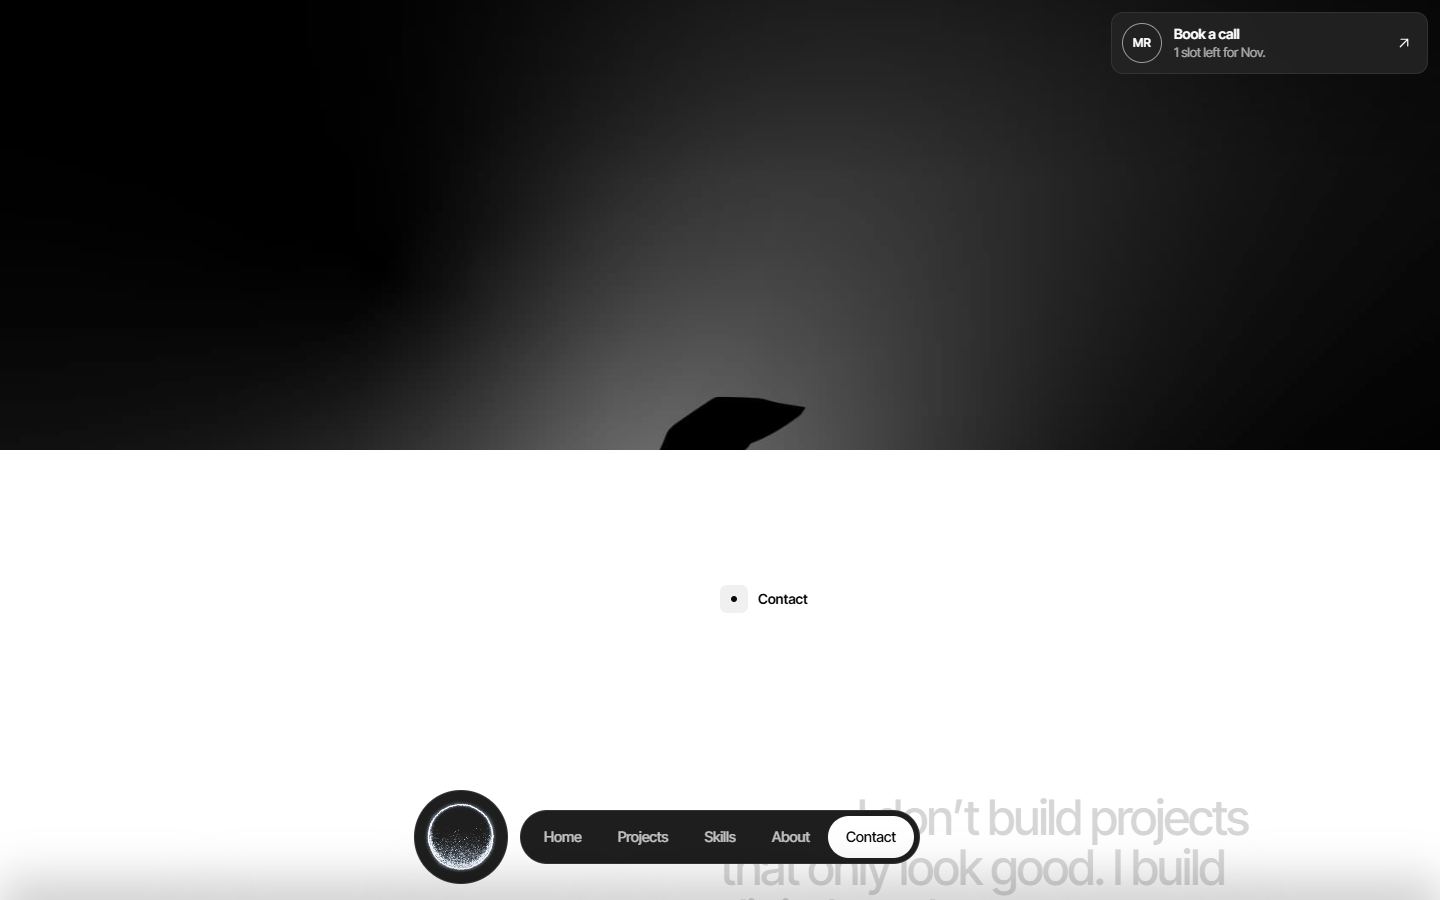 MR
Book a call
1 slot left for Nov.
Contact
I don’t build projects
that only look good. I build
Home
Projects
Skills
About
Contact